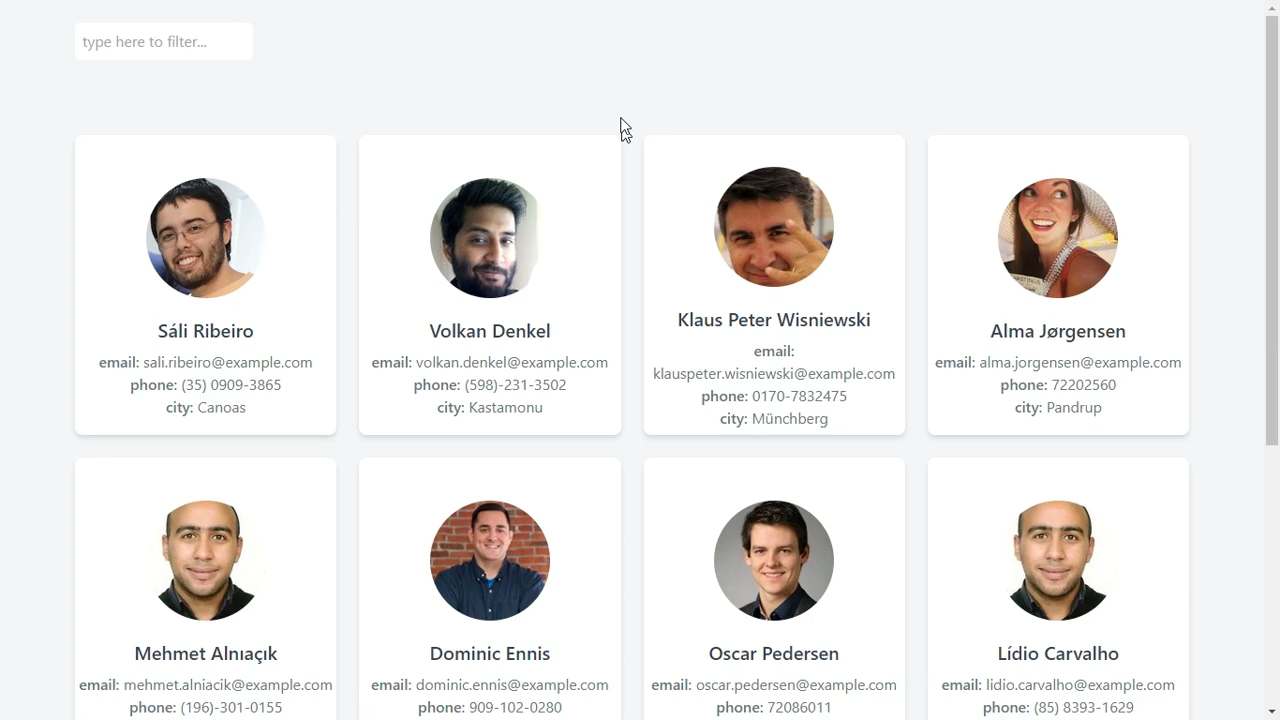 type here to filter...
Sáli Ribeiro
email: sali.ribeiro@example.com
phone: (35) 0909-3865
city: Canoas
Volkan Denkel
email: volkan.denkel@example.com
phone: (598)-231-3502
city: Kastamonu
Klaus Peter Wisniewski
email:
klauspeter.wisniewski@example.com
phone: 0170-7832475
city: Münchberg
Alma Jørgensen
email: alma.jorgensen@example.com
phone: 72202560
city: Pandrup
Mehmet Alnıaçık
email: mehmet.alniacik@example.com
phone: (196)-301-0155
Dominic Ennis
email: dominic.ennis@example.com
phone: 909-102-0280
Oscar Pedersen
email: oscar.pedersen@example.com
phone: 72086011
Lídio Carvalho
email: lidio.carvalho@example.com
phone: (85) 8393-1629